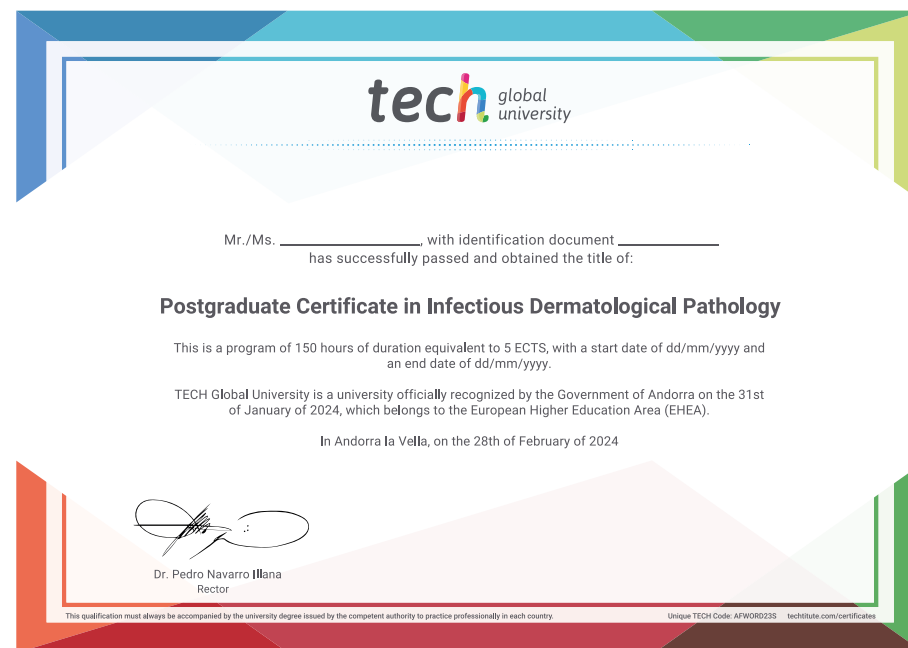 tech global university
Mr./Ms. ____________________, with identification document ______________
has successfully passed and obtained the title of:
Postgraduate Certificate in Infectious Dermatological Pathology
This is a program of 150 hours of duration equivalent to 5 ECTS, with a start date of dd/mm/yyyy and
an end date of dd/mm/yyyy.
TECH Global University is a university officially recognized by the Government of Andorra on the 31st
of January of 2024, which belongs to the European Higher Education Area (EHEA).
In Andorra la Vella, on the 28th of February of 2024
Dr. Pedro Navarro Illana
Rector
This qualification must always be accompanied by the university degree issued by the competent authority to practice professionally in each country.
Unique TECH Code: AFWORD23S techtitute.com/certificates